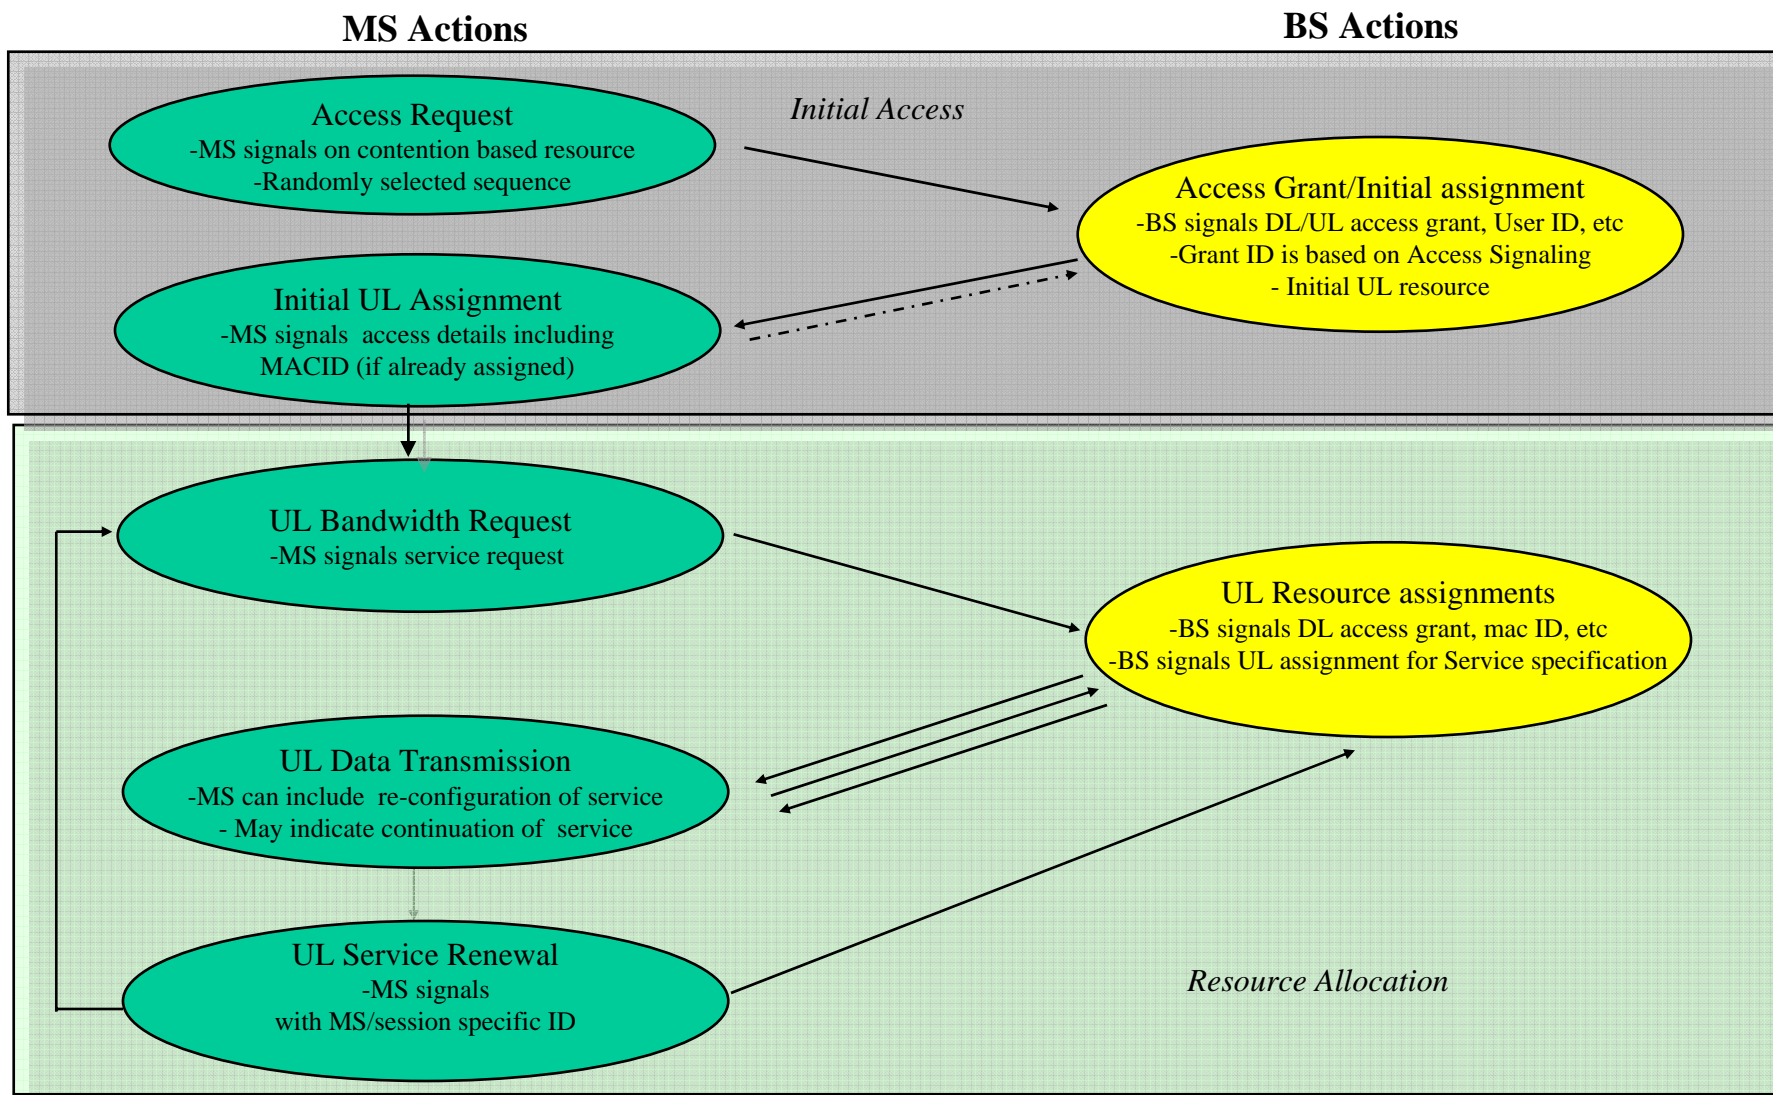 MS Actions
BS Actions
Initial Access
Access Request
-MS signals on contention based resource
-Randomly selected sequence
Access Grant/Initial assignment
-BS signals DL/UL access grant, User ID, etc
-Grant ID is based on Access Signaling
- Initial UL resource
Initial UL Assignment
-MS signals access details including
MACID (if already assigned)
UL Bandwidth Request
-MS signals service request
UL Resource assignments
-BS signals DL access grant, mac ID, etc
-BS signals UL assignment for Service specification
UL Data Transmission
-MS can include re-configuration of service
- May indicate continuation of service
UL Service Renewal
-MS signals
with MS/session specific ID
Resource Allocation